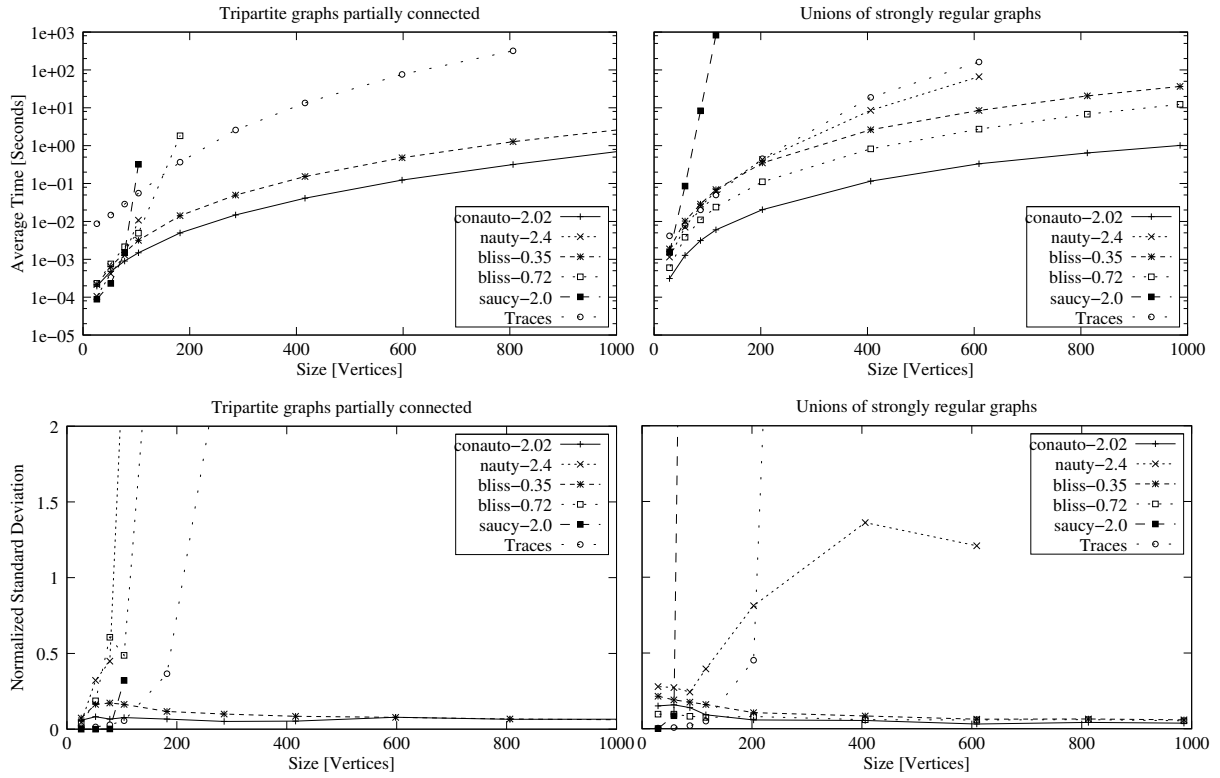 Tripartite graphs partially connected
Average Time [Seconds]
1e+03
1e+02
1e+01
1e+00
1e−01
1e−02
1e−03
1e−04
1e−05
0
200
400
600
800
1000
Size [Vertices]
conauto−2.02
nauty−2.4
bliss−0.35
bliss−0.72
saucy−2.0
Traces
Unions of strongly regular graphs
0
200
400
600
800
1000
Size [Vertices]
conauto−2.02
nauty−2.4
bliss−0.35
bliss−0.72
saucy−2.0
Traces
Tripartite graphs partially connected
Normalized Standard Deviation
2
1.5
1
0.5
0
0
200
400
600
800
1000
Size [Vertices]
conauto−2.02
nauty−2.4
bliss−0.35
bliss−0.72
saucy−2.0
Traces
Unions of strongly regular graphs
0
200
400
600
800
1000
Size [Vertices]
conauto−2.02
nauty−2.4
bliss−0.35
bliss−0.72
saucy−2.0
Traces